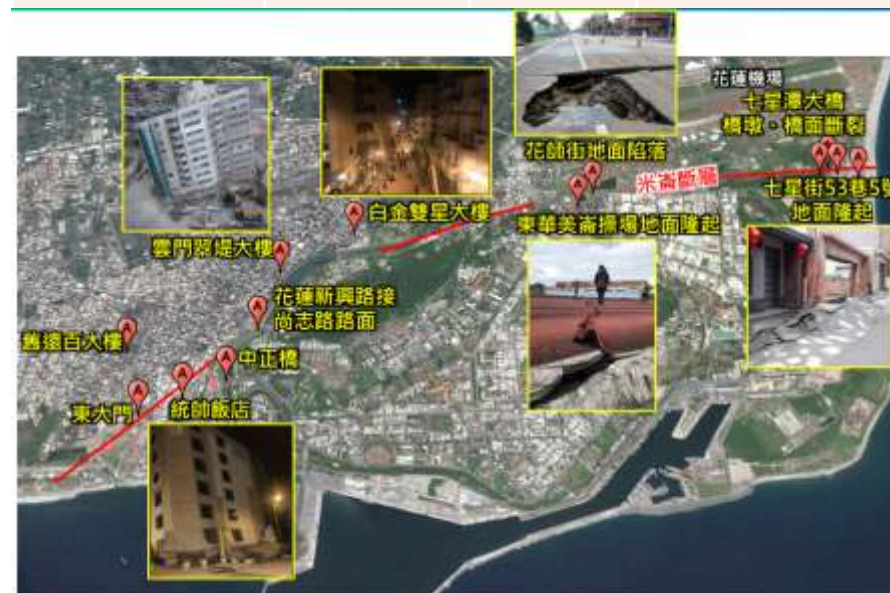 花蓮機場
七星潭大橋
橋墩、橋面斷裂
花師街地面陷落
米崙斷層
七星街53巷5號
地面隆起
白金雙星大樓
東華美崙操場地面隆起
雲門翠堤大樓
花蓮新興路接
尚志路路面
舊遠百大樓
中正橋
東大門
統帥飯店
A
A
A
A
A
A
A
A
A
A
A
A